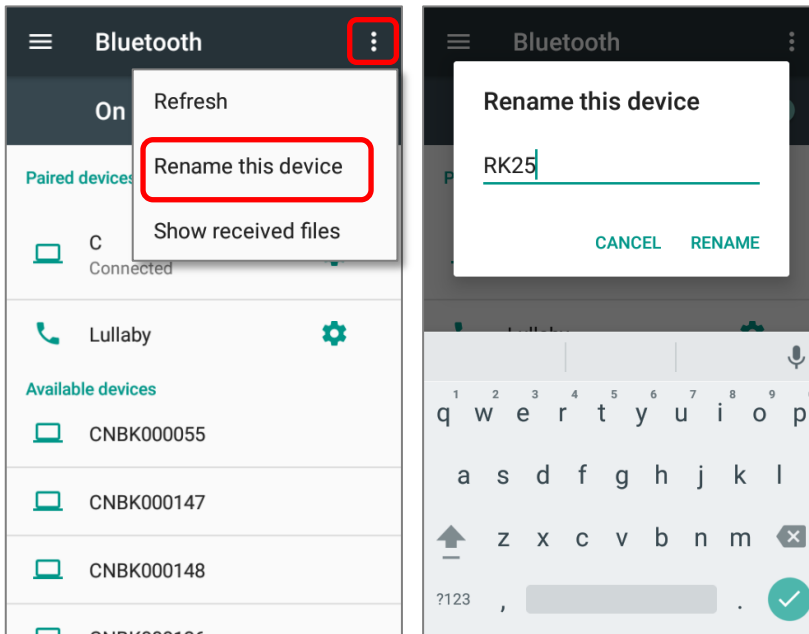 Bluetooth
On
Refresh
Rename this device
Show received files
Paired devices
C
Connected
Lullaby
Available devices
CNBK000055
CNBK000147
CNBK000148
Bluetooth
Rename this device
RK25
CANCEL RENAME
Lullaby
1 2 3 4 5 6 7 8 9
q w e r t y u i o p
a s d f g h j k l
z x c v b n m
?123 , .